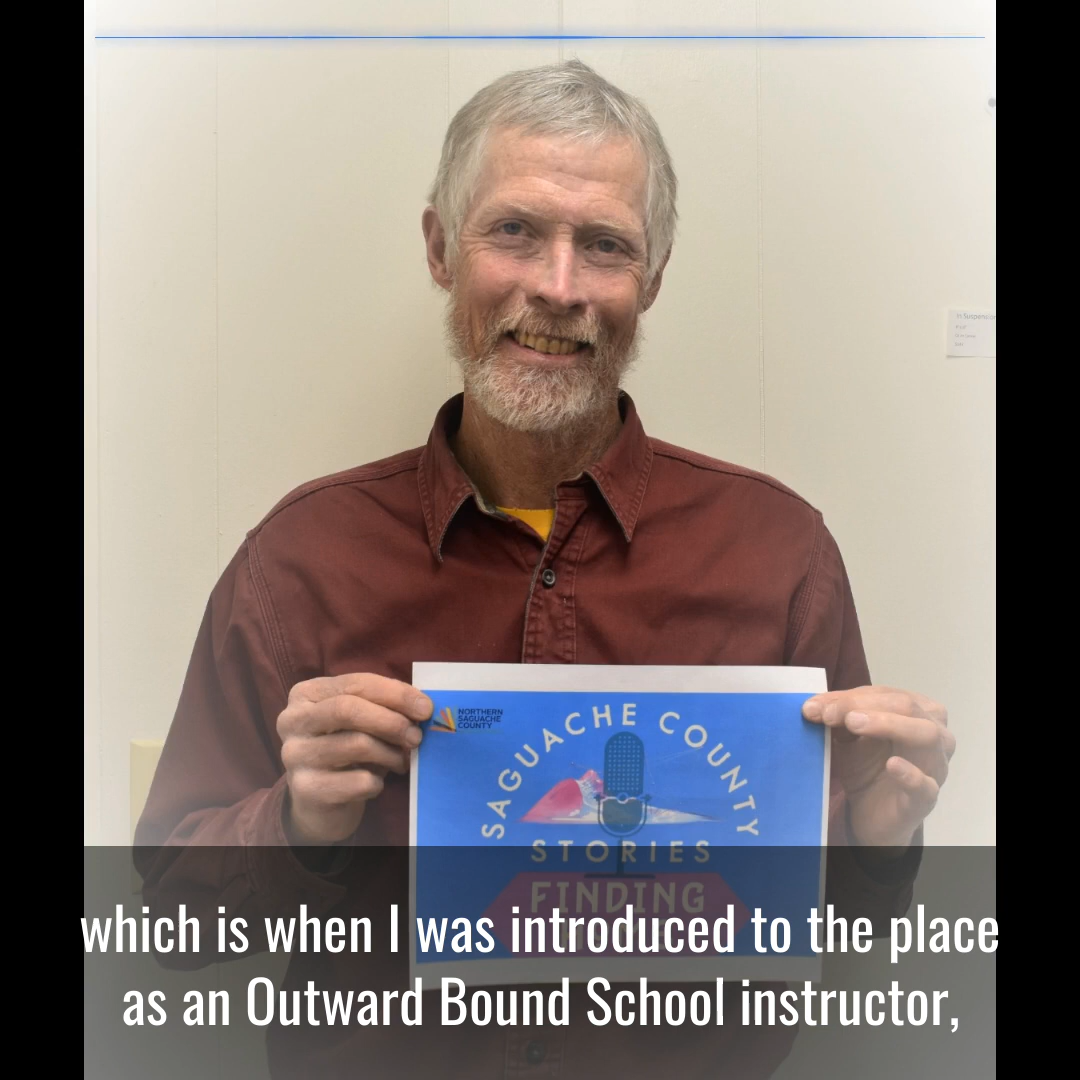 NORTHERN
SAGUACHE
COUNTY
SAGUACHE COUNTY
STORIES
FINDING
which is when I was introduced to the place
as an Outward Bound School instructor,